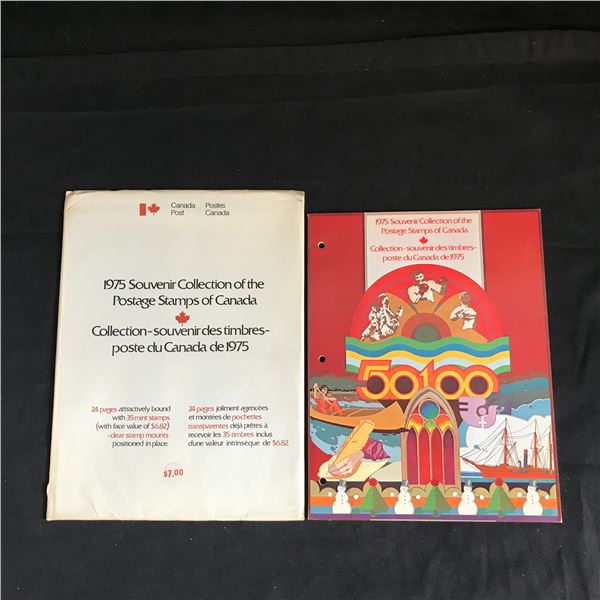 Canada Postes
Post Canada
1975 Souvenir Collection of the
Postage Stamps of Canada
Collection~souvenir des timbres~
poste du Canada de 1975
24 pages attractively bound
with 35 mint stamps
(with face value of $6.82)
~clear stamp mounts
positioned in place.
24 pages joliment agencées
et montées de pochettes
transparentes déjà prêtes à
recevoir les 35 timbres inclus
d'une valeur intrinsèque de $6.82
$7.00
1975 Souvenir Collection of the
Postage Stamps of Canada
Collection~souvenir des timbres~
poste du Canada de 1975
50 100